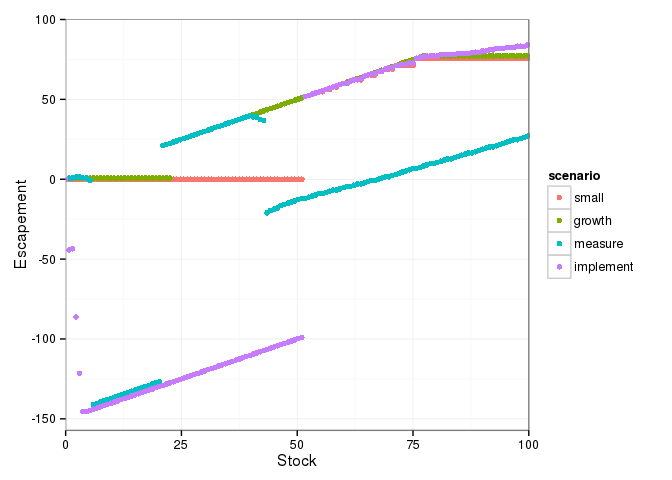 100
50
0
-50
-100
-150
Escapement
0
25
50
75
100
Stock
scenario
small
growth
measure
implement